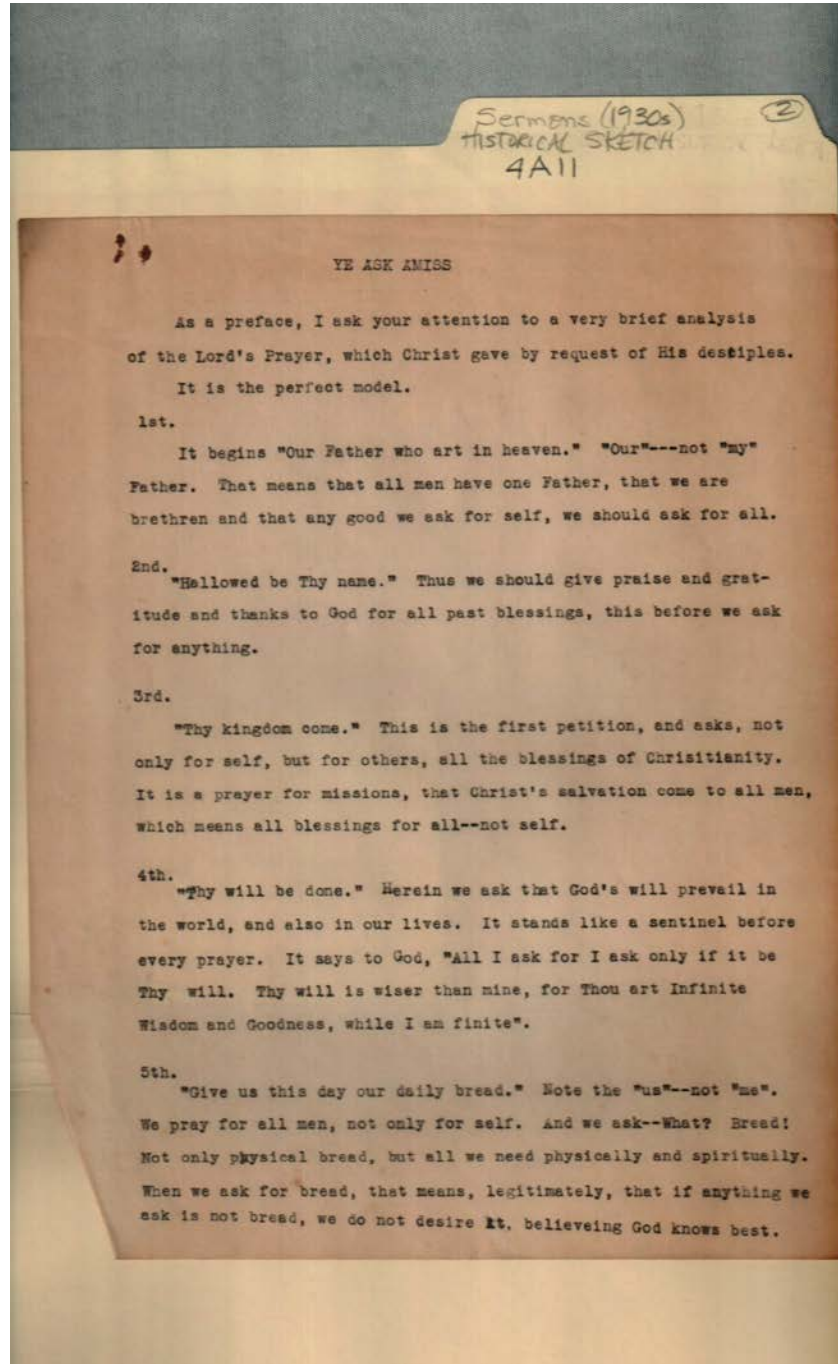 Sermons (1930s) ②
HISTORICAL SKETCH
4A11
YE ASK AMISS
As a preface, I ask your attention to a very brief analysis
of the Lord's Prayer, which Christ gave by request of His desciples.
It is the perfect model.
1st.
It begins "Our Father who art in heaven." "Our"---not "my"
Father. That means that all men have one Father, that we are
brethren and that any good we ask for self, we should ask for all.
2nd.
"Hallowed be Thy name." Thus we should give praise and grat-
itude and thanks to God for all past blessings, this before we ask
for anything.
3rd.
"Thy kingdom come." This is the first petition, and asks, not
only for self, but for others, all the blessings of Chrisitianity.
It is a prayer for missions, that Christ's salvation come to all men,
which means all blessings for all--not self.
4th.
"Thy will be done." Herein we ask that God's will prevail in
the world, and also in our lives. It stands like a sentinel before
every prayer. It says to God, "All I ask for I ask only if it be
Thy will. Thy will is wiser than mine, for Thou art Infinite
Wisdom and Goodness, while I am finite".
5th.
"Give us this day our daily bread." Note the "us"--not "me".
We pray for all men, not only for self. And we ask--What? Bread!
Not only physical bread, but all we need physically and spiritually.
When we ask for bread, that means, legitimately, that if anything we
ask is not bread, we do not desire it. believeing God knows best.